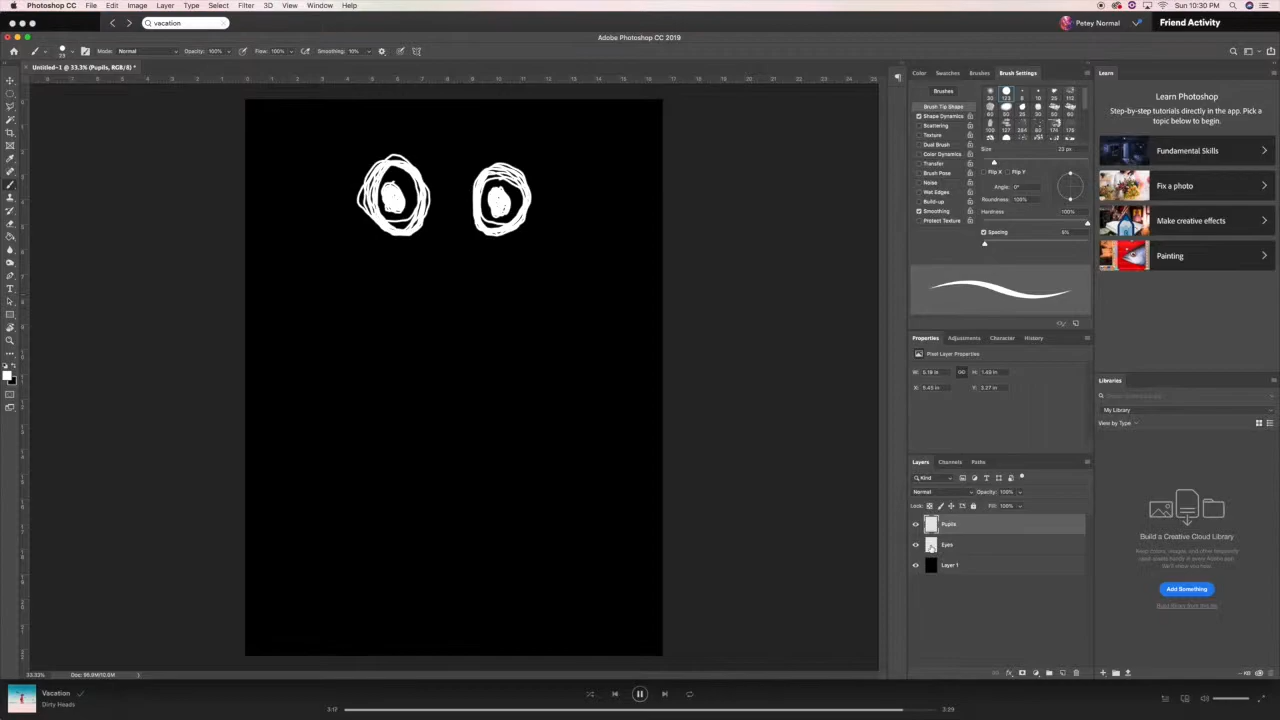 Photoshop CC File Edit Image Layer Type Select Filter 3D View Window Help Sun 10:30 PM
vacation Petey Normal Friend Activity
Adobe Photoshop CC 2019
23 Mode: Normal Opacity: 100% Flow: 100% Smoothing: 10%
Untitled-1 @ 33.3% (Pupils, RGB/8) *
Color Swatches Brushes Brush Settings Learn
Brushes
Brush Tip Shape
Shape Dynamics
Scattering
Texture
Dual Brush
Color Dynamics
Transfer
Brush Pose
Noise
Wet Edges
Build-up
Smoothing
Protect Texture
Size 23 px
Flip X Flip Y
Angle: 0°
Roundness: 100%
Hardness 100%
Spacing 5%
Learn Photoshop
Step-by-step tutorials directly in the app. Pick a
topic below to begin.
Fundamental Skills
Fix a photo
Make creative effects
Painting
Properties Adjustments Character History
Pixel Layer Properties
W: 5.18 in GO H: 1.49 in
X: 5.43 in Y: 3.27 in
Libraries
My Library
View by Type
Layers Channels Paths
Kind
Normal Opacity: 100%
Lock: Fill: 100%
Pupils
Eyes
Layer 1
Build a Creative Cloud Library
Add Something
33.33%
Vacation
Dirty Heads
3:17 3:29